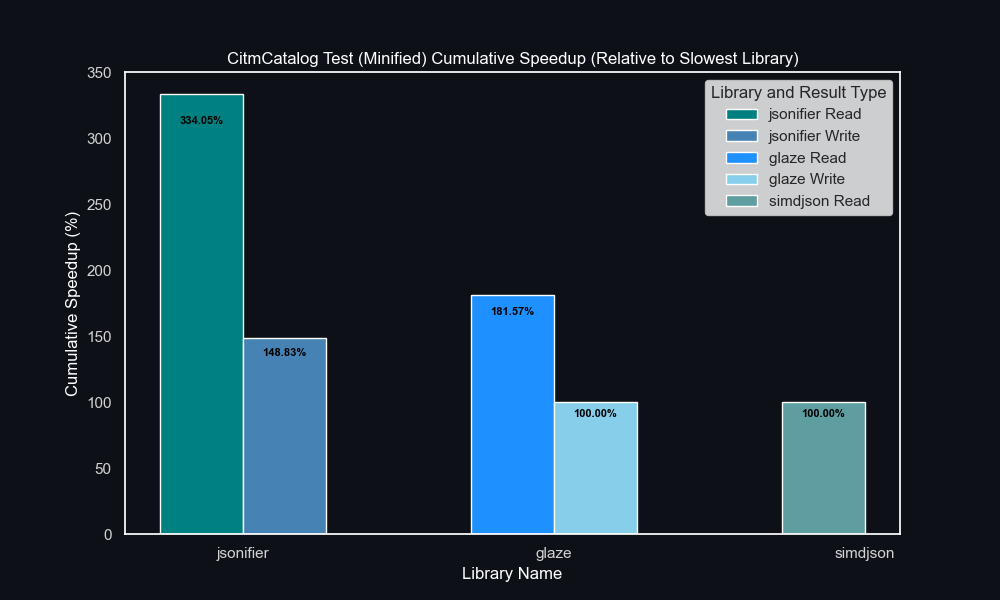 CitmCatalog Test (Minified) Cumulative Speedup (Relative to Slowest Library)
350
300
250
200
150
100
50
0
Cumulative Speedup (%)
334.05%
148.83%
181.57%
100.00%
100.00%
Library and Result Type
jsonifier Read
jsonifier Write
glaze Read
glaze Write
simdjson Read
jsonifier
glaze
simdjson
Library Name